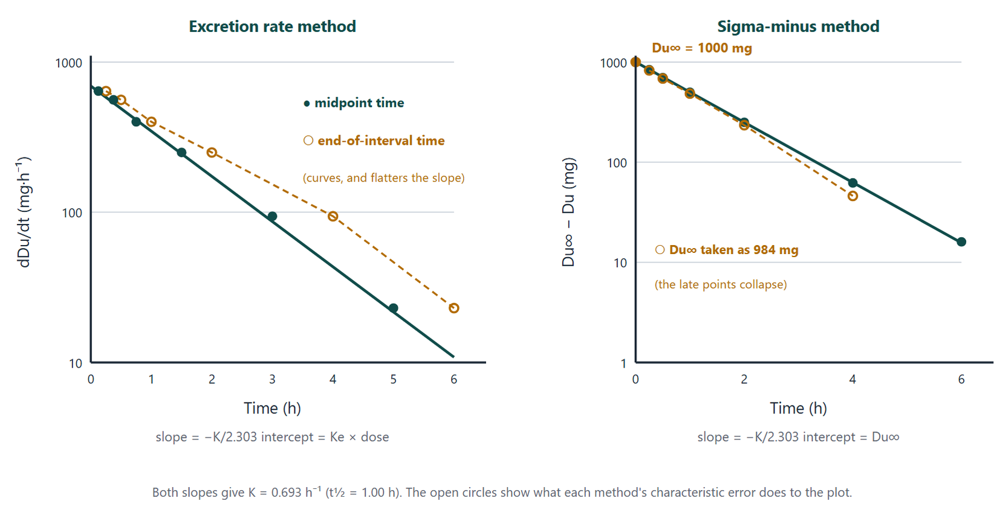 Excretion rate method
1000
100
10
0 1 2 3 4 5 6
dDu/dt (mg·h⁻¹)
● midpoint time
○ end-of-interval time
(curves, and flatters the slope)
Time (h)
slope = −K/2.303 intercept = Ke × dose
Sigma-minus method
Du∞ = 1000 mg
1000
100
10
1
0 2 4 6
Du∞ − Du (mg)
○ Du∞ taken as 984 mg
(the late points collapse)
Time (h)
slope = −K/2.303 intercept = Du∞
Both slopes give K = 0.693 h⁻¹ (t½ = 1.00 h). The open circles show what each method's characteristic error does to the plot.